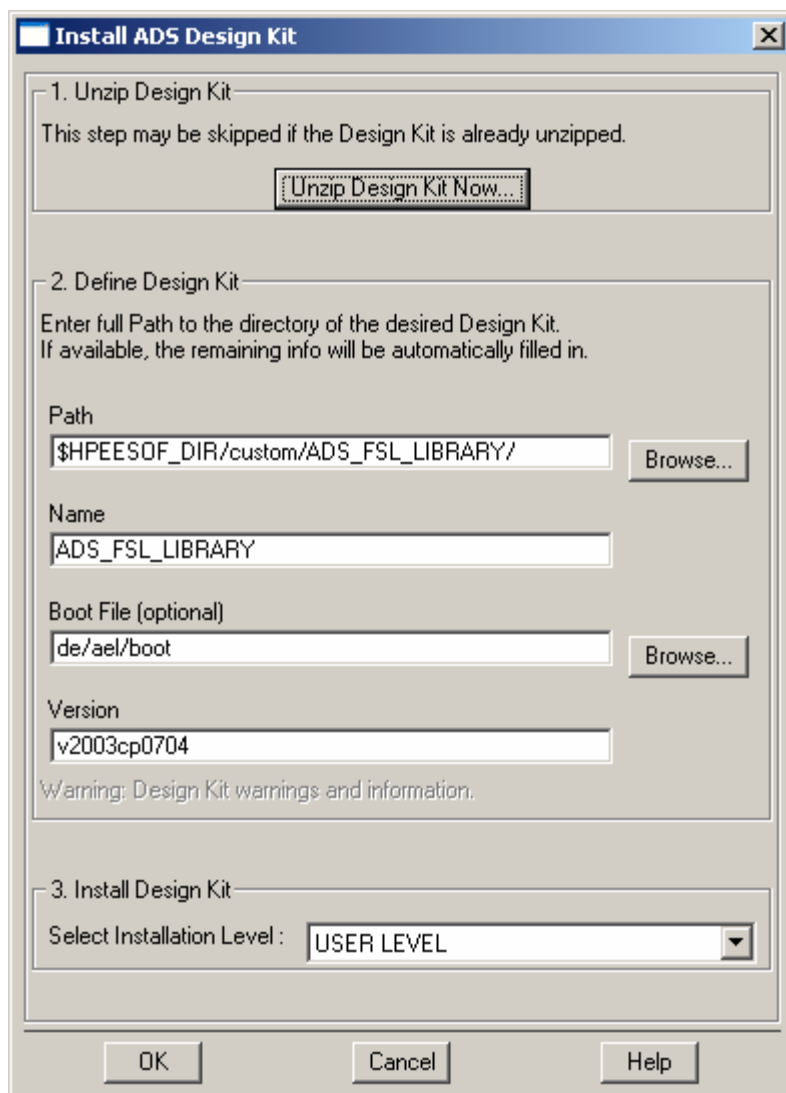 Install ADS Design Kit
1. Unzip Design Kit
This step may be skipped if the Design Kit is already unzipped.
Unzip Design Kit Now...
2. Define Design Kit
Enter full Path to the directory of the desired Design Kit.
If available, the remaining info will be automatically filled in.
Path
$HPEESOF_DIR/custom/ADS_FSL_LIBRARY/
Browse...
Name
ADS_FSL_LIBRARY
Boot File (optional)
de/ael/boot
Browse...
Version
v2003cp0704
Warning: Design Kit warnings and information.
3. Install Design Kit
Select Installation Level :
USER LEVEL
OK
Cancel
Help